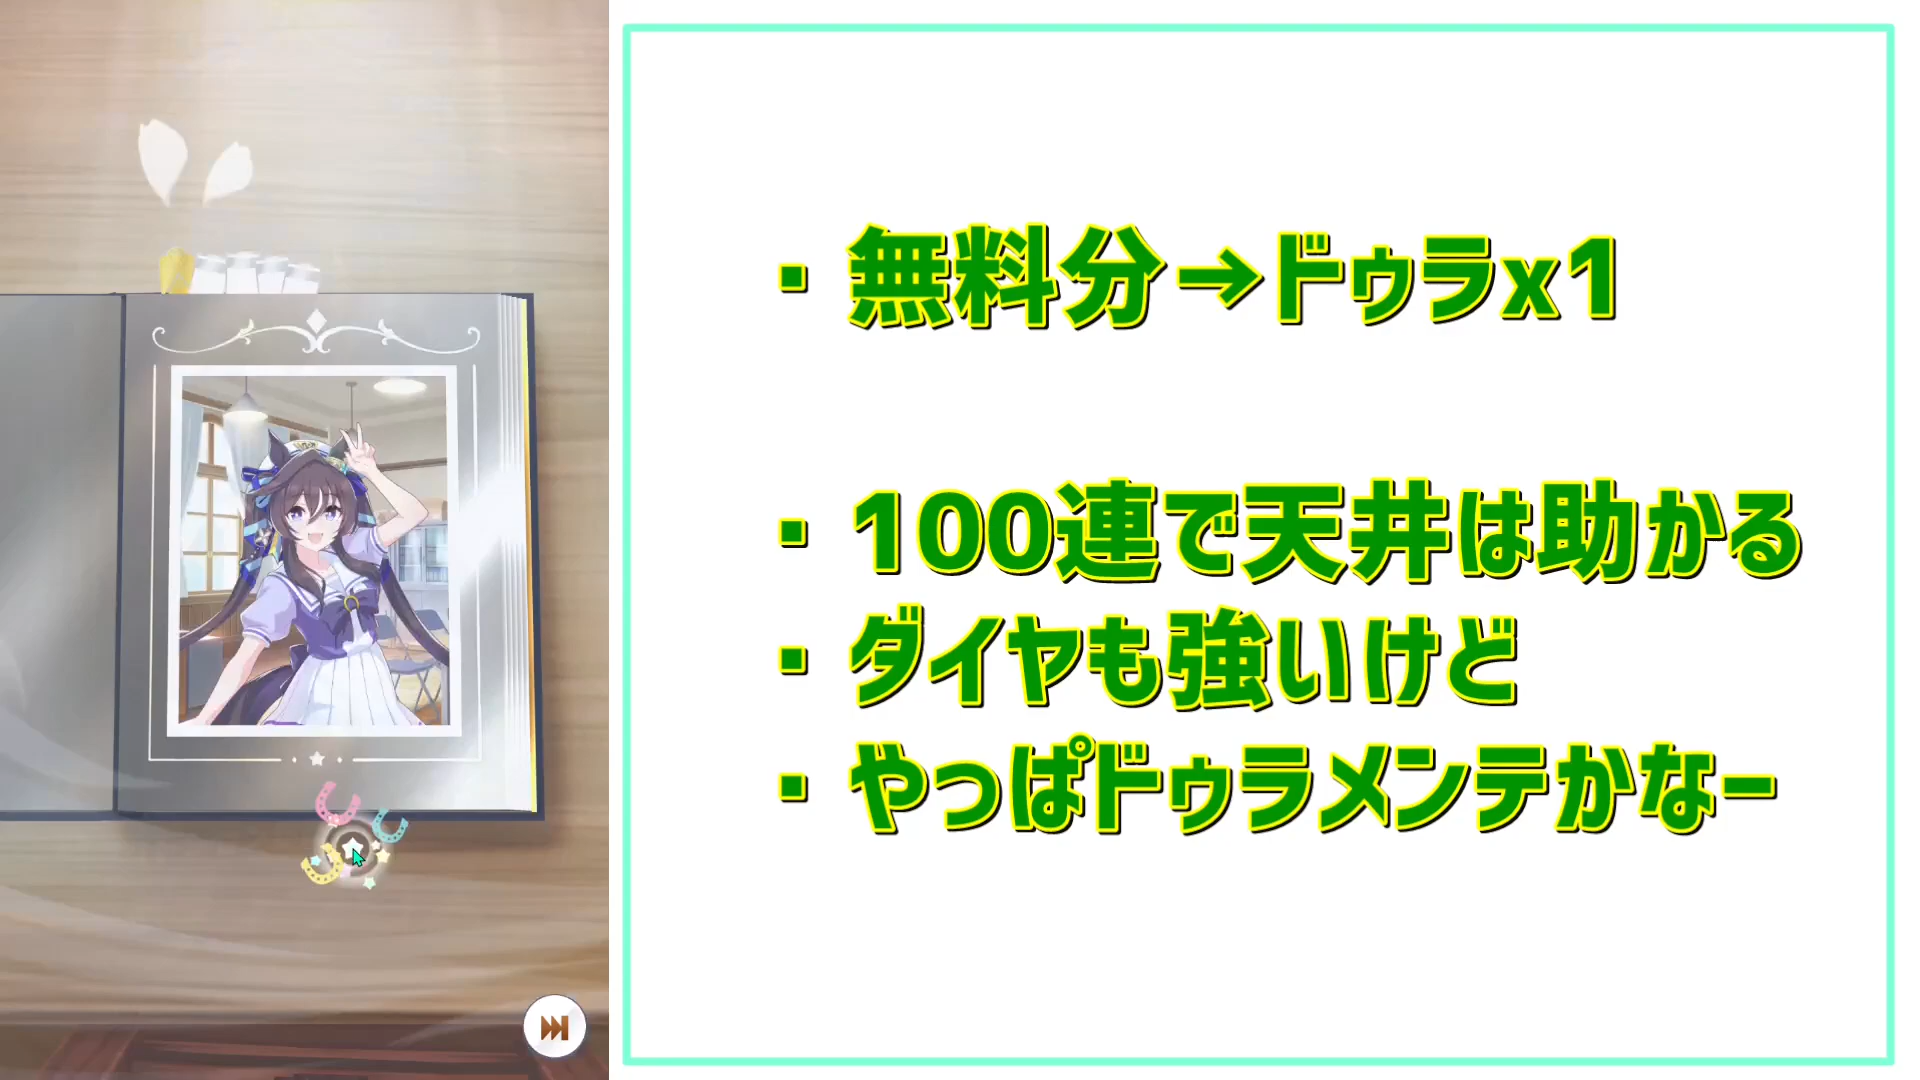 ・無料分→ドゥラx1
・100連で天井は助かる
・ダイヤも強いけど
・やっぱドゥラメンテかなー